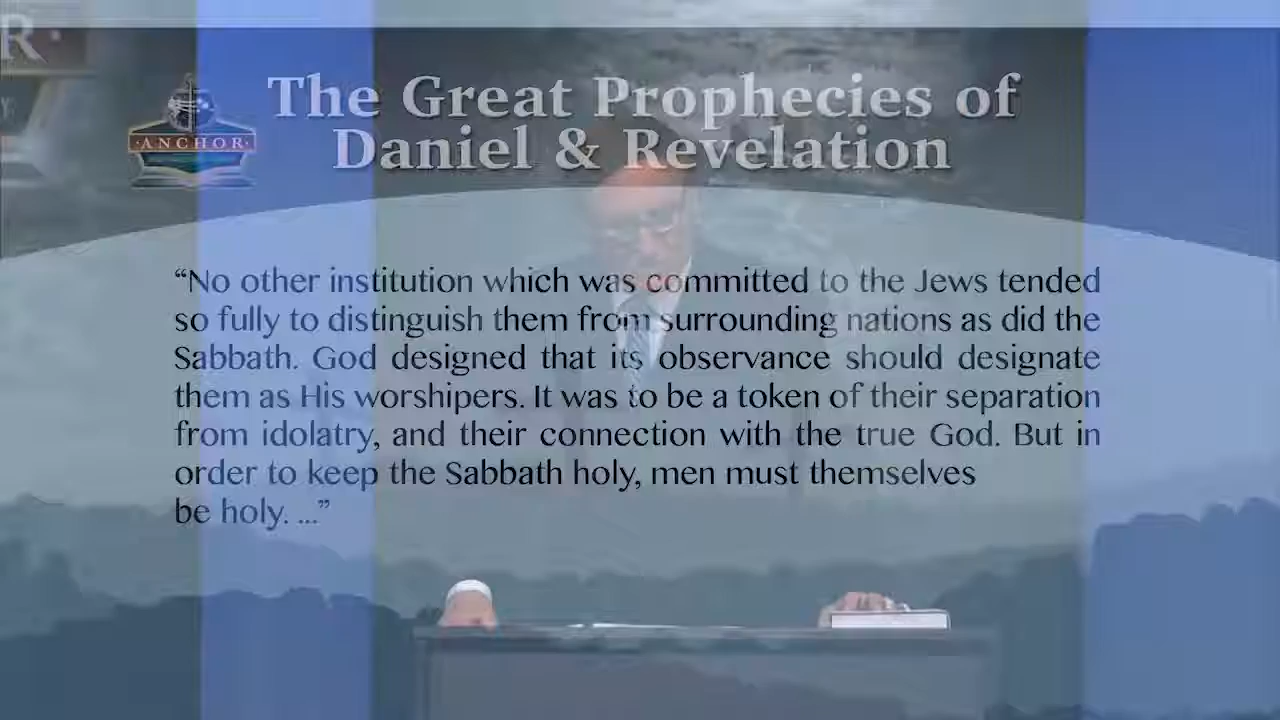 R·
Y
The Great Prophecies of
·ANCHOR·
Daniel & Revelation
“No other institution which was committed to the Jews tended
so fully to distinguish them from surrounding nations as did the
Sabbath. God designed that its observance should designate
them as His worshipers. It was to be a token of their separation
from idolatry, and their connection with the true God. But in
order to keep the Sabbath holy, men must themselves
be holy. ...”